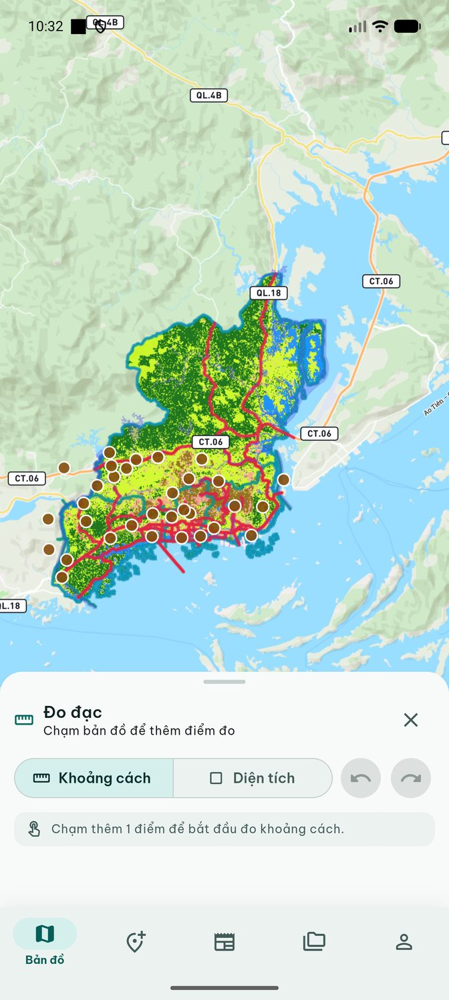 10:32
QL.4B
QL.4B
CT.06
QL.18
CT.06
CT.06
CT.06
QL.18
Đo đạc
Chạm bản đồ để thêm điểm đo
Khoảng cách
Diện tích
Chạm thêm 1 điểm để bắt đầu đo khoảng cách.
Bản đồ